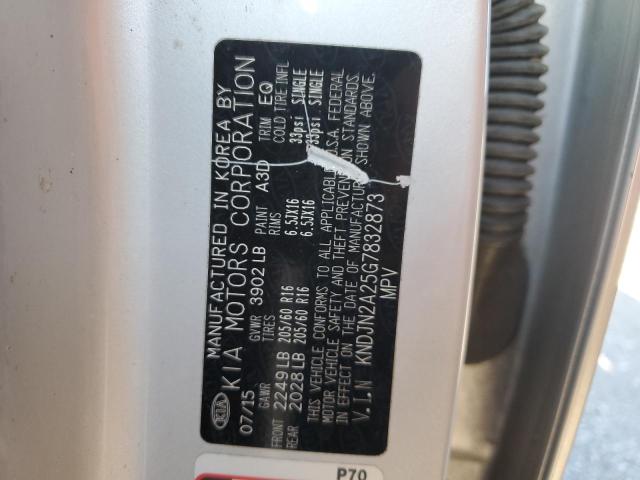 KIA MANUFACTURED IN KOREA BY
KIA MOTORS CORPORATION
07/15 GVWR 3902 LB PAINT A3D TRIM EQ
GAWR TIRES RIMS COLD TIRE INFL
FRONT 2249 LB 205/60 R16 6.5JX16 33psi SINGLE
REAR 2028 LB 205/60 R16 6.5JX16 33psi SINGLE
THIS VEHICLE CONFORMS TO ALL APPLICABLE U.S.A FEDERAL
MOTOR VEHICLE SAFETY AND THEFT PREVENTION STANDARDS
IN EFFECT ON THE DATE OF MANUFACTURE SHOWN ABOVE.
V.I.N KNDJN2A25G7832873
MPV
P70